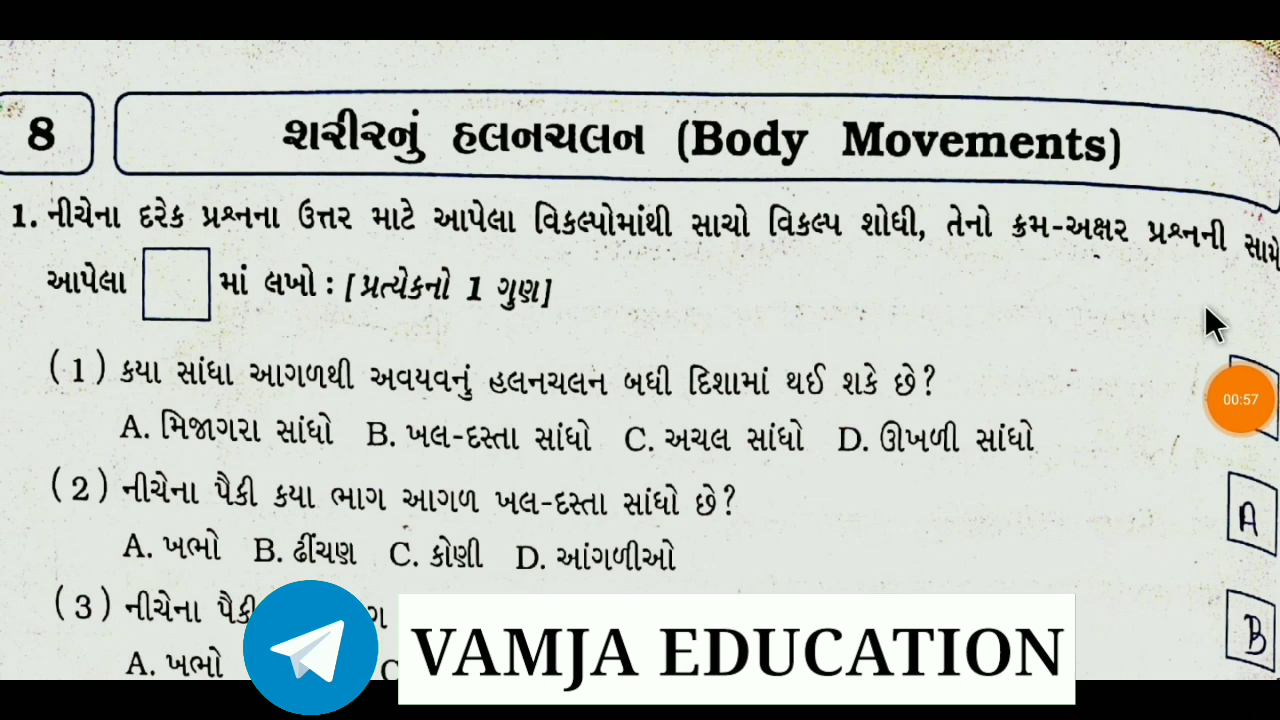 8
શરીરનું હલનચલન (Body Movements)
1. નીચેના દરેક પ્રશ્નના ઉત્તર માટે આપેલા વિકલ્પોમાંથી સાચો વિકલ્પ શોધી, તેનો ક્રમ-અક્ષર પ્રશ્નની સામે
આપેલા માં લખો : [પ્રત્યેકનો 1 ગુણ]
(1) કયા સાંધા આગળથી અવયવનું હલનચલન બધી દિશામાં થઈ શકે છે?
00:57
A. મિજાગરા સાંધો B. ખલ-દસ્તા સાંધો C. અચલ સાંધો D. ઊખળી સાંધો
(2) નીચેના પૈકી કયા ભાગ આગળ ખલ-દસ્તા સાંધો છે?
A
A. ખભો B. ઢીંચણ C. કોણી D. આંગળીઓ
(3) નીચેના પૈકી
B
A. ખભો C
VAMJA EDUCATION